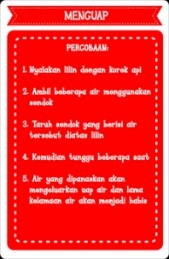 MENGUAP
PERCOBAAN:
1. Nyalakan lilin dengan korek api
2. Ambil beberapa air menggunakan
sendok
3. Taruh sendok yang berisi air
tersebut diatas lilin
4. Kemudian tunggu beberapa saat
5. Air yang dipanaskan akan
mengeluarkan uap air dan lama
kelamaan air akan menjadi habis